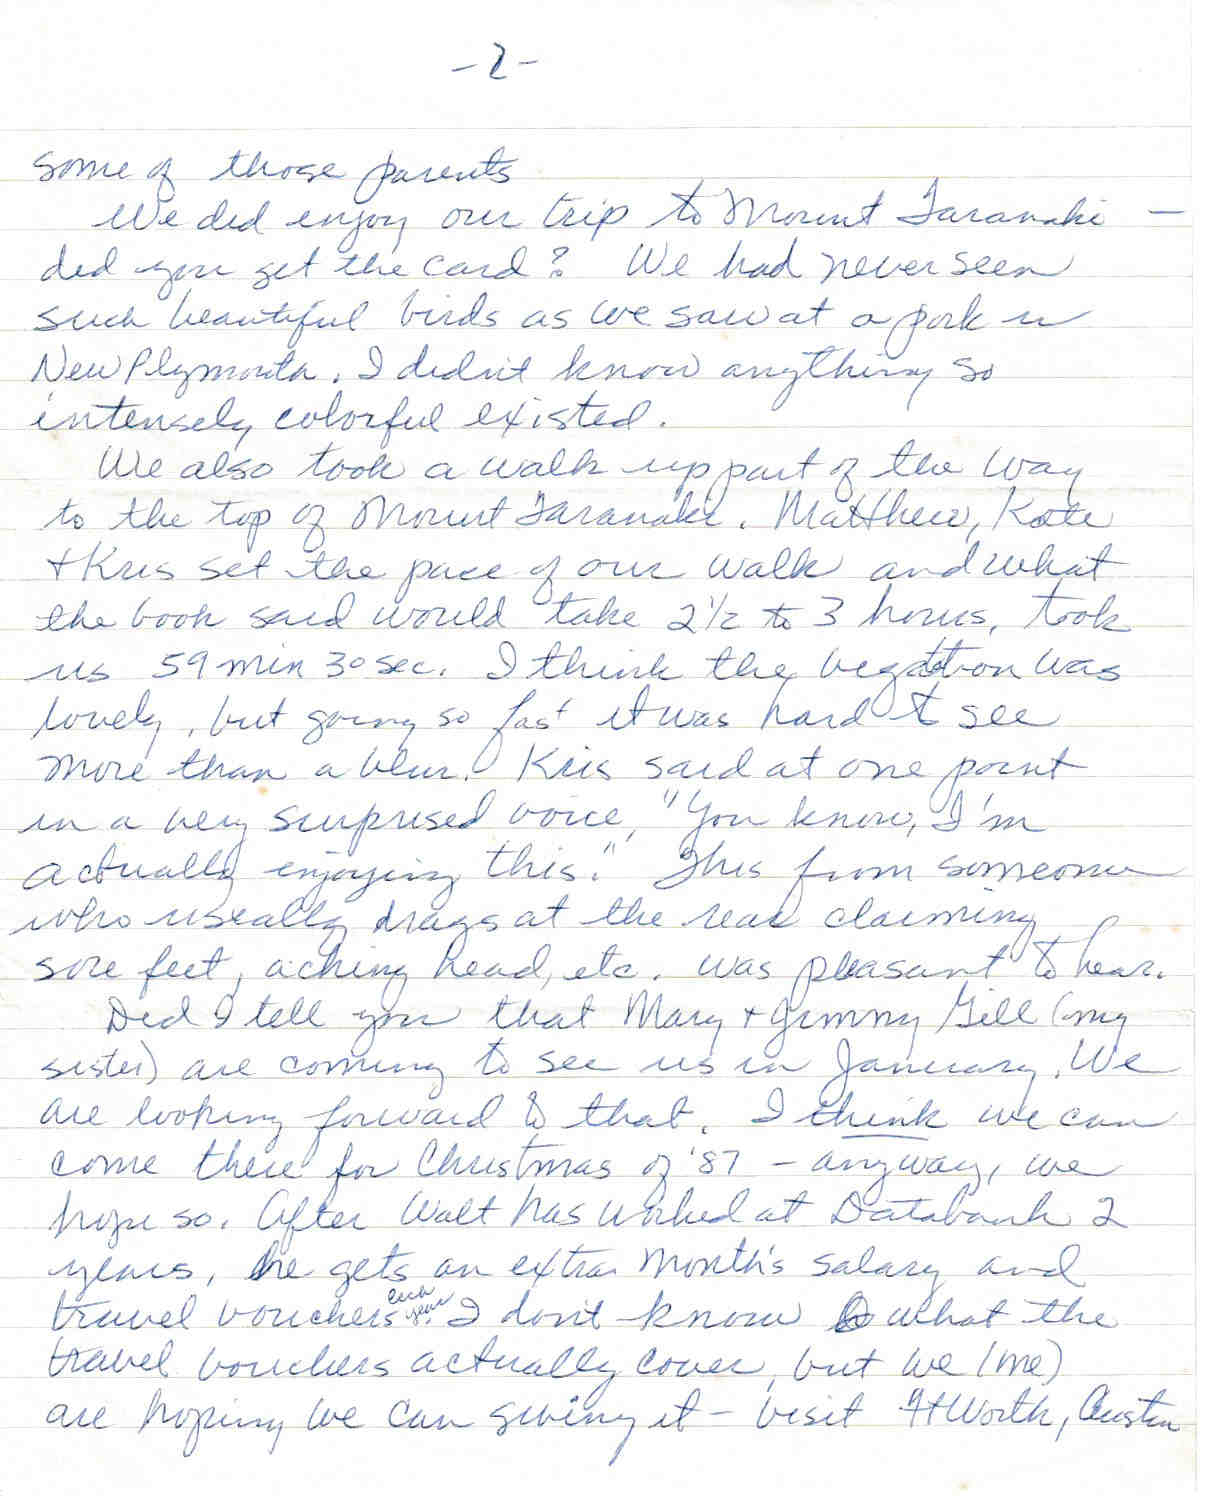 -2-
some of those parents
We did enjoy our trip to Mount Taranaki -
did you get the card? We had never seen
such beautiful birds as we saw at a park in
New Plymouth. I didn't know anything so
intensely colorful existed.
We also took a walk up part of the way
to the top of Mount Taranaki. Matthew, Kate
+ Kris set the pace of our walk and what
the book said would take 2 1/2 to 3 hours, took
us 59 min 30 sec. I think the vegetation was
lovely, but going so fast it was hard to see
more than a blur. Kris said at one point
in a very surprised voice, "You know, I'm
actually enjoying this." This from someone
who usually drags at the rear claiming
sore feet, aching head, etc. was pleasant to hear.
Did I tell you that Mary + Jimmy Gill (my
sister) are coming to see us in January. We
are looking forward to that. I think we can
come there for Christmas of '87 - anyway, we
hope so. After Walt has worked at Databank 2
years, he gets an extra month's salary and
travel vouchers each year. I don't know what the
travel vouchers actually cover, but we (me)
are hoping we can swing it - visit Ft Worth, Austin